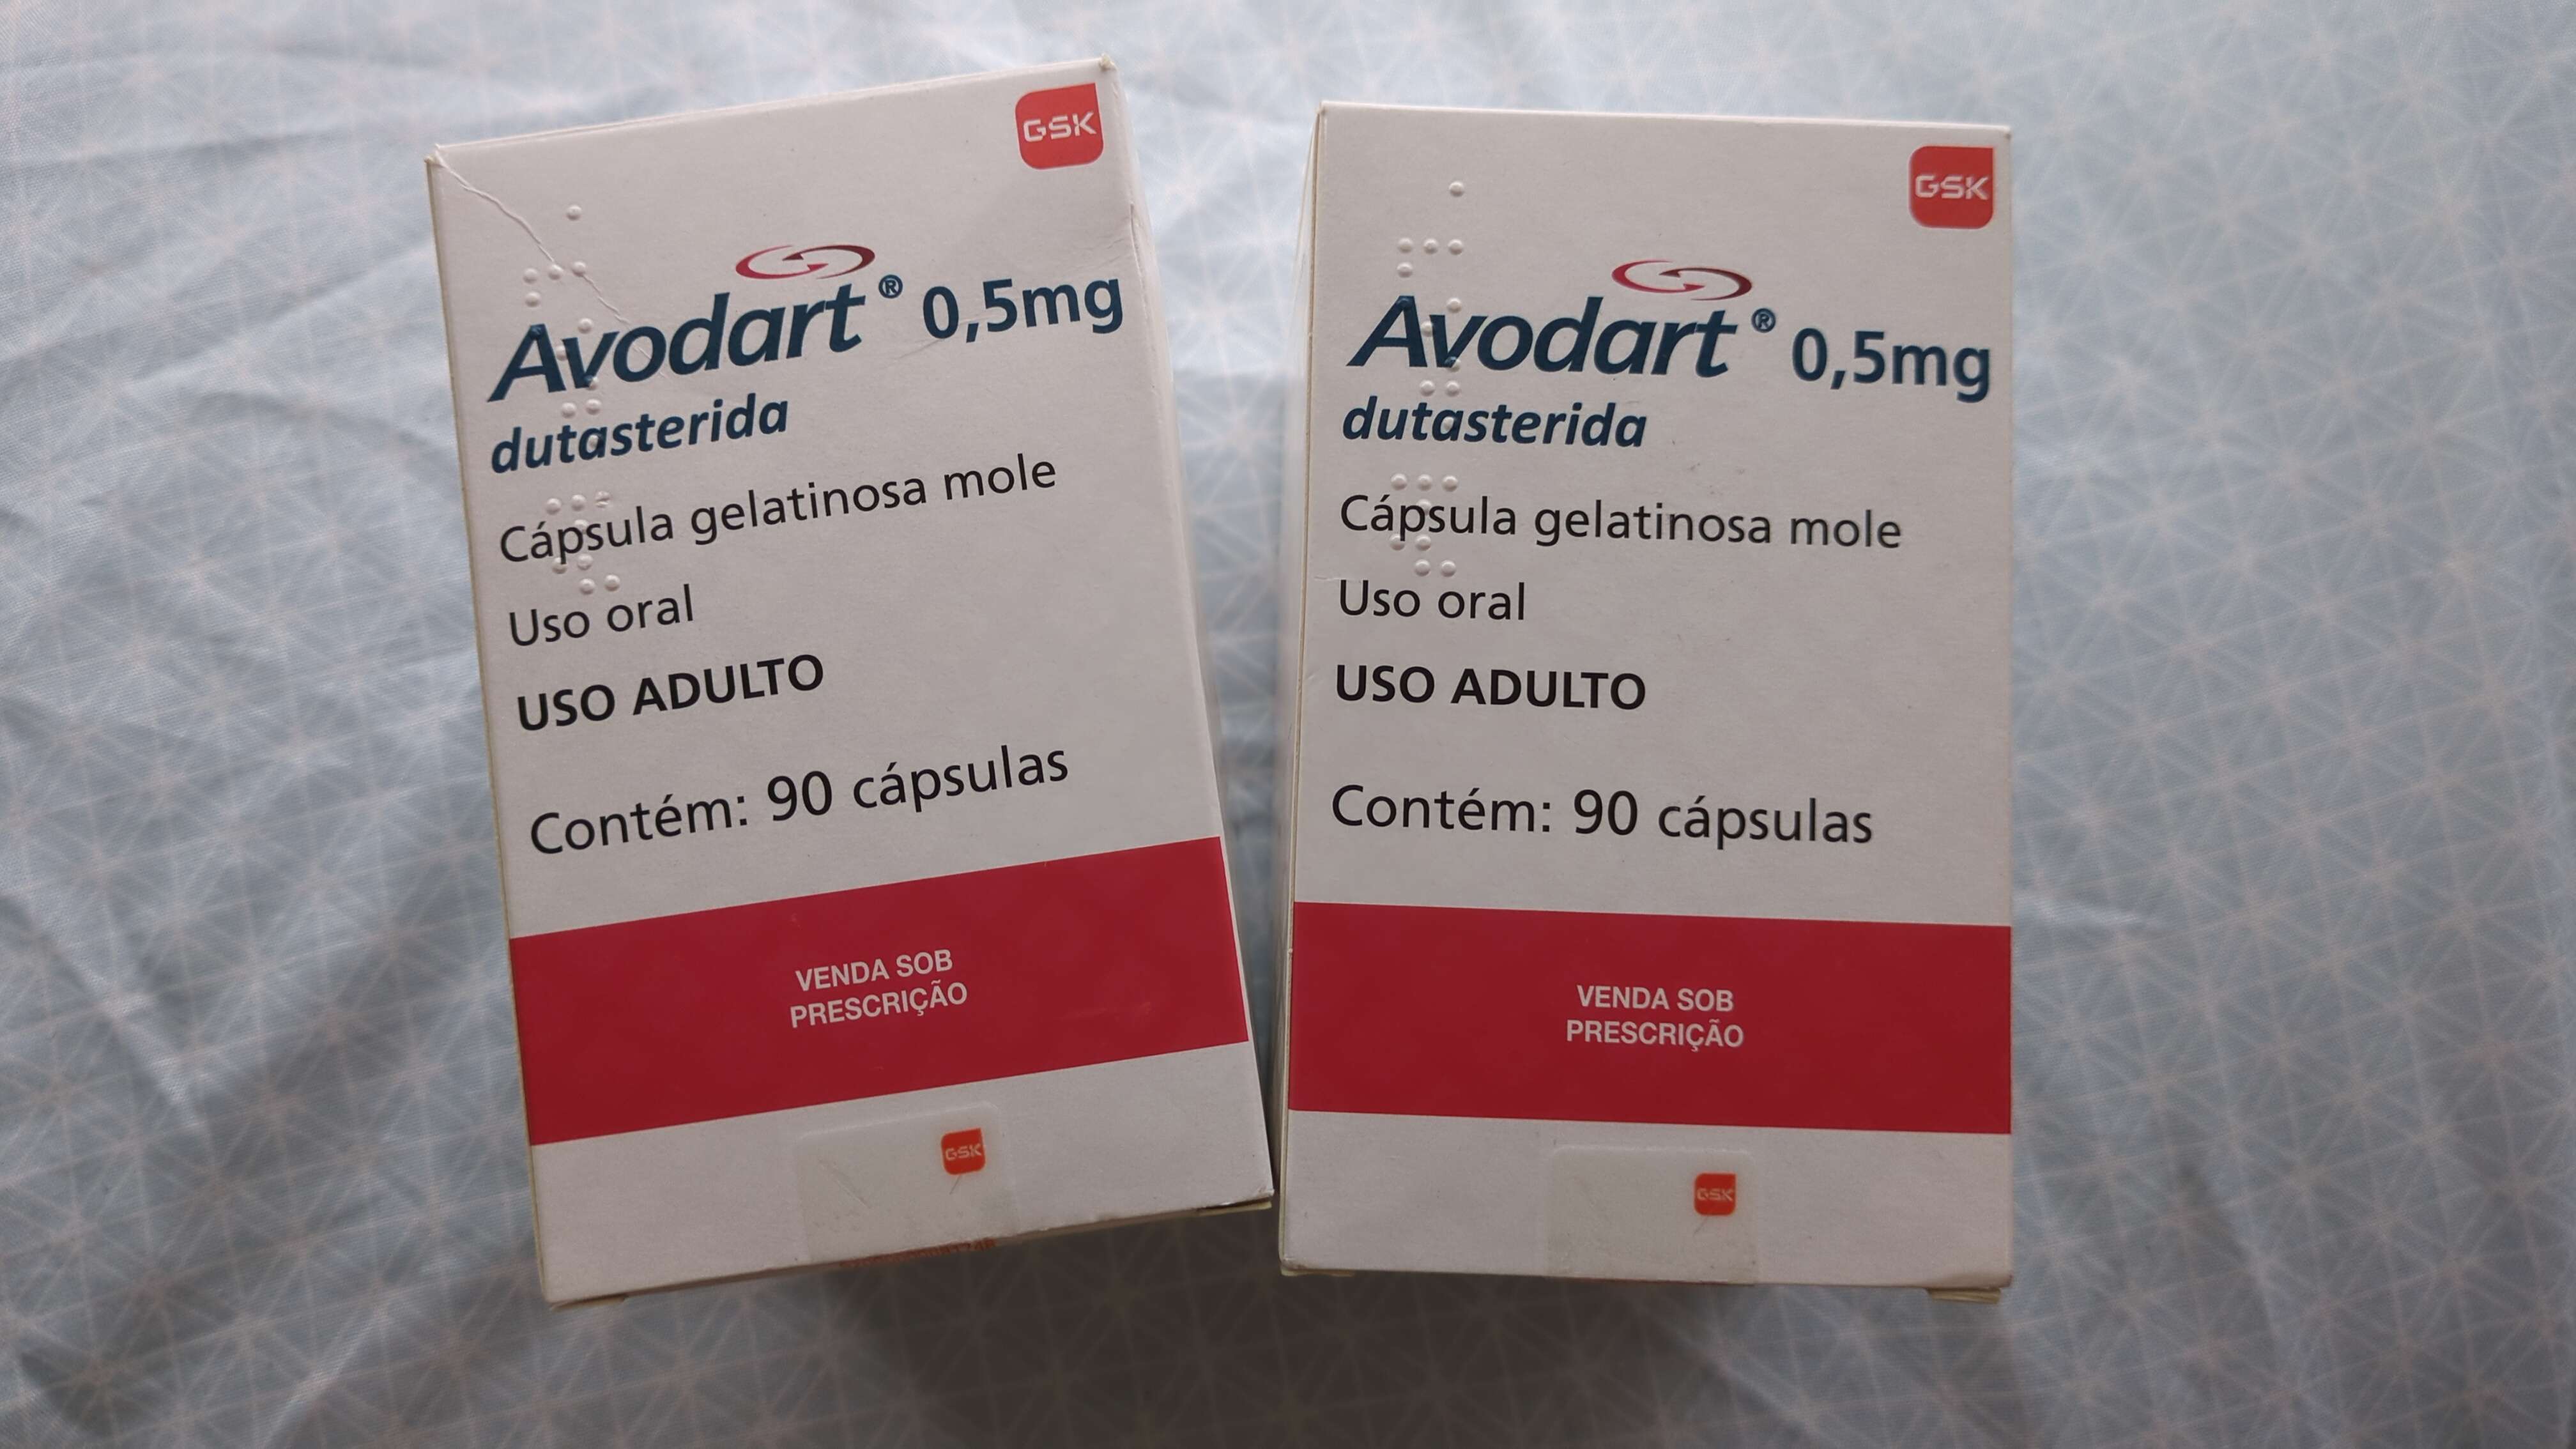 GSK
Avodart® 0,5mg
dutasterida
Cápsula gelatinosa mole
Uso oral
USO ADULTO
Contém: 90 cápsulas
VENDA SOB
PRESCRIÇÃO
GSK
GSK
Avodart® 0,5mg
dutasterida
Cápsula gelatinosa mole
Uso oral
USO ADULTO
Contém: 90 cápsulas
VENDA SOB
PRESCRIÇÃO
GSK